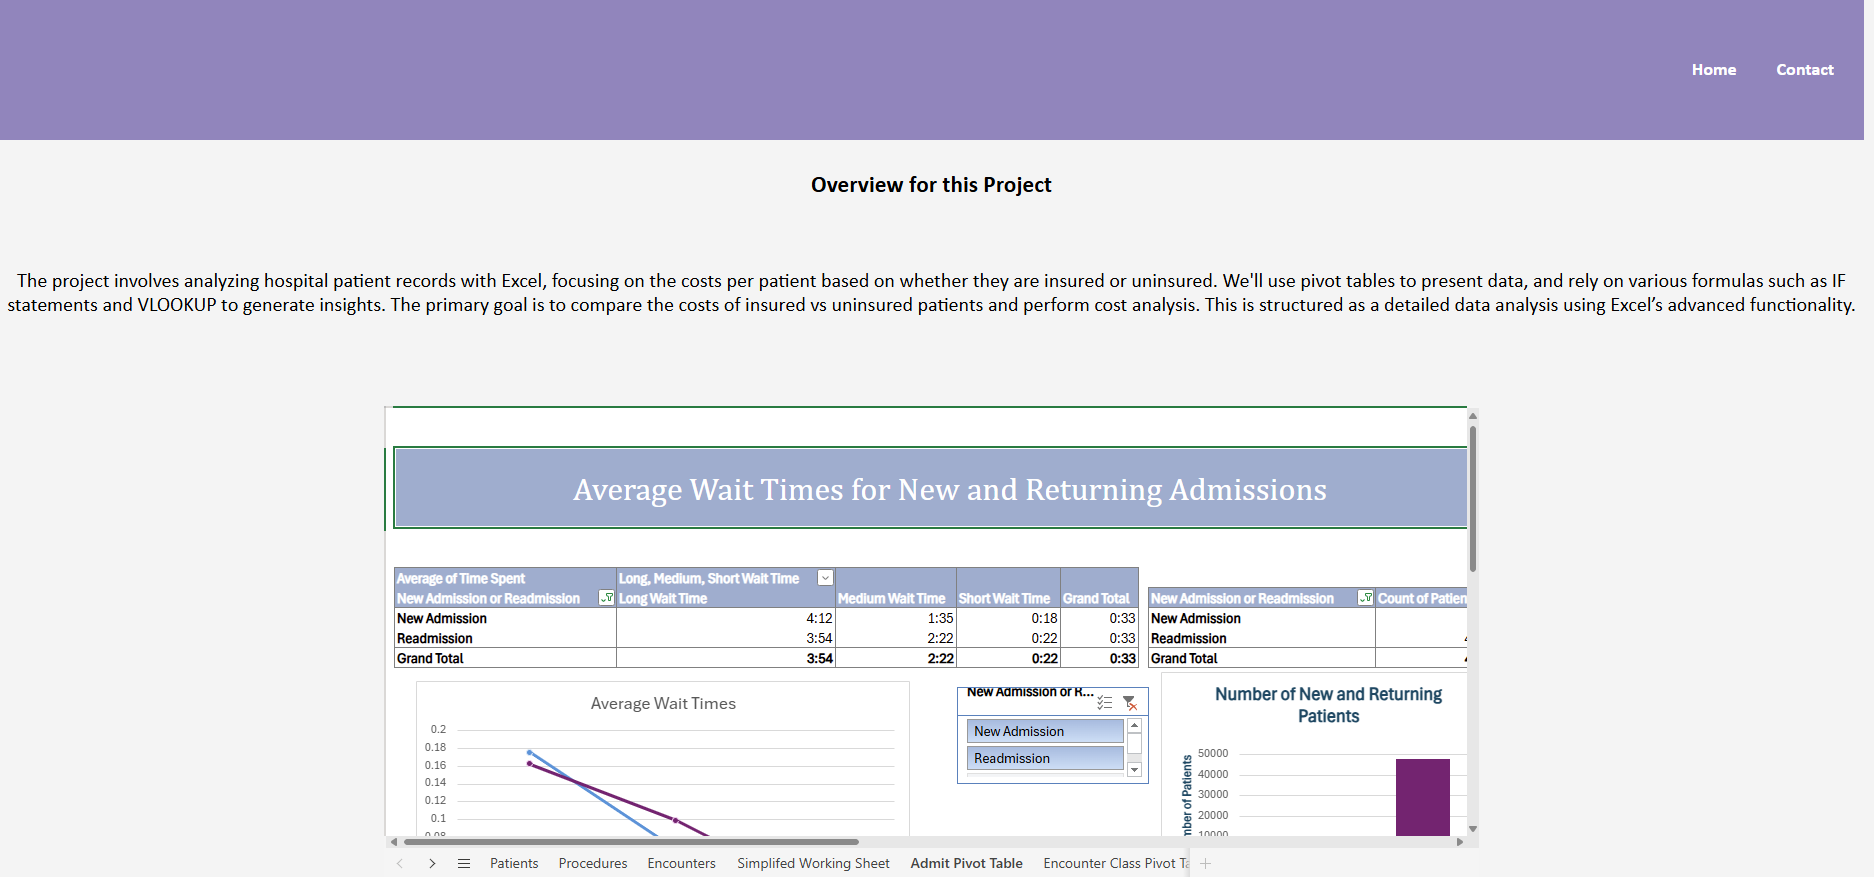 Home Contact
Overview for this Project
The project involves analyzing hospital patient records with Excel, focusing on the costs per patient based on whether they are insured or uninsured. We'll use pivot tables to present data, and rely on various formulas such as IF
statements and VLOOKUP to generate insights. The primary goal is to compare the costs of insured vs uninsured patients and perform cost analysis. This is structured as a detailed data analysis using Excel’s advanced functionality.
Average Wait Times for New and Returning Admissions
Average of Time Spent Long, Medium, Short Wait Time
New Admission or Readmission Long Wait Time Medium Wait Time Short Wait Time Grand Total
New Admission 4:12 1:35 0:18 0:33
Readmission 3:54 2:22 0:22 0:33
Grand Total 3:54 2:22 0:22 0:33
New Admission or Readmission Count of Patien
New Admission
Readmission
Grand Total
Average Wait Times
0.2
0.18
0.16
0.14
0.12
0.1
0.08
New Admission or R...
New Admission
Readmission
Number of New and Returning
Patients
mber of Patients
50000
40000
30000
20000
10000
Patients Procedures Encounters Simplifed Working Sheet Admit Pivot Table Encounter Class Pivot Ta